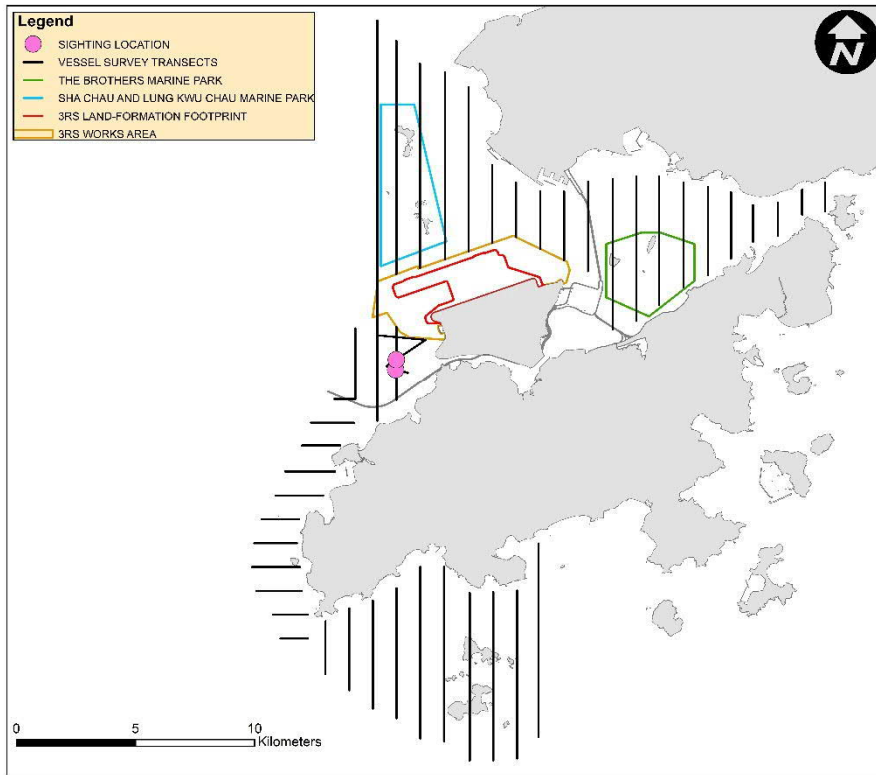 Legend
SIGHTING LOCATION
VESSEL SURVEY TRANSECTS
THE BROTHERS MARINE PARK
SHA CHAU AND LUNG KWU CHAU MARINE PARK
3RS LAND-FORMATION FOOTPRINT
3RS WORKS AREA
N
0 5 10
Kilometers